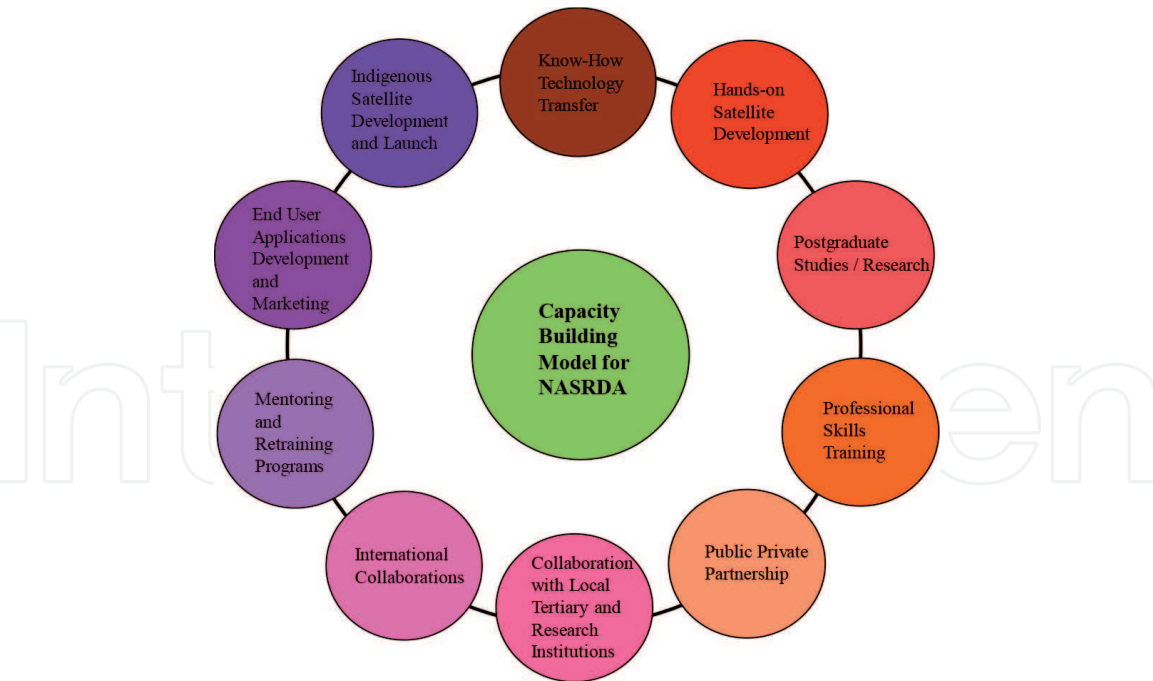 Know-How
Technology
Transfer
Hands-on
Satellite
Development
Postgraduate
Studies / Research
Professional
Skills
Training
Public Private
Partnership
Collaboration
with Local
Tertiary and
Research
Institutions
International
Collaborations
Mentoring
and
Retraining
Programs
End User
Applications
Development
and
Marketing
Indigenous
Satellite
Development
and Launch
Capacity
Building
Model for
NASRDA
Int
en